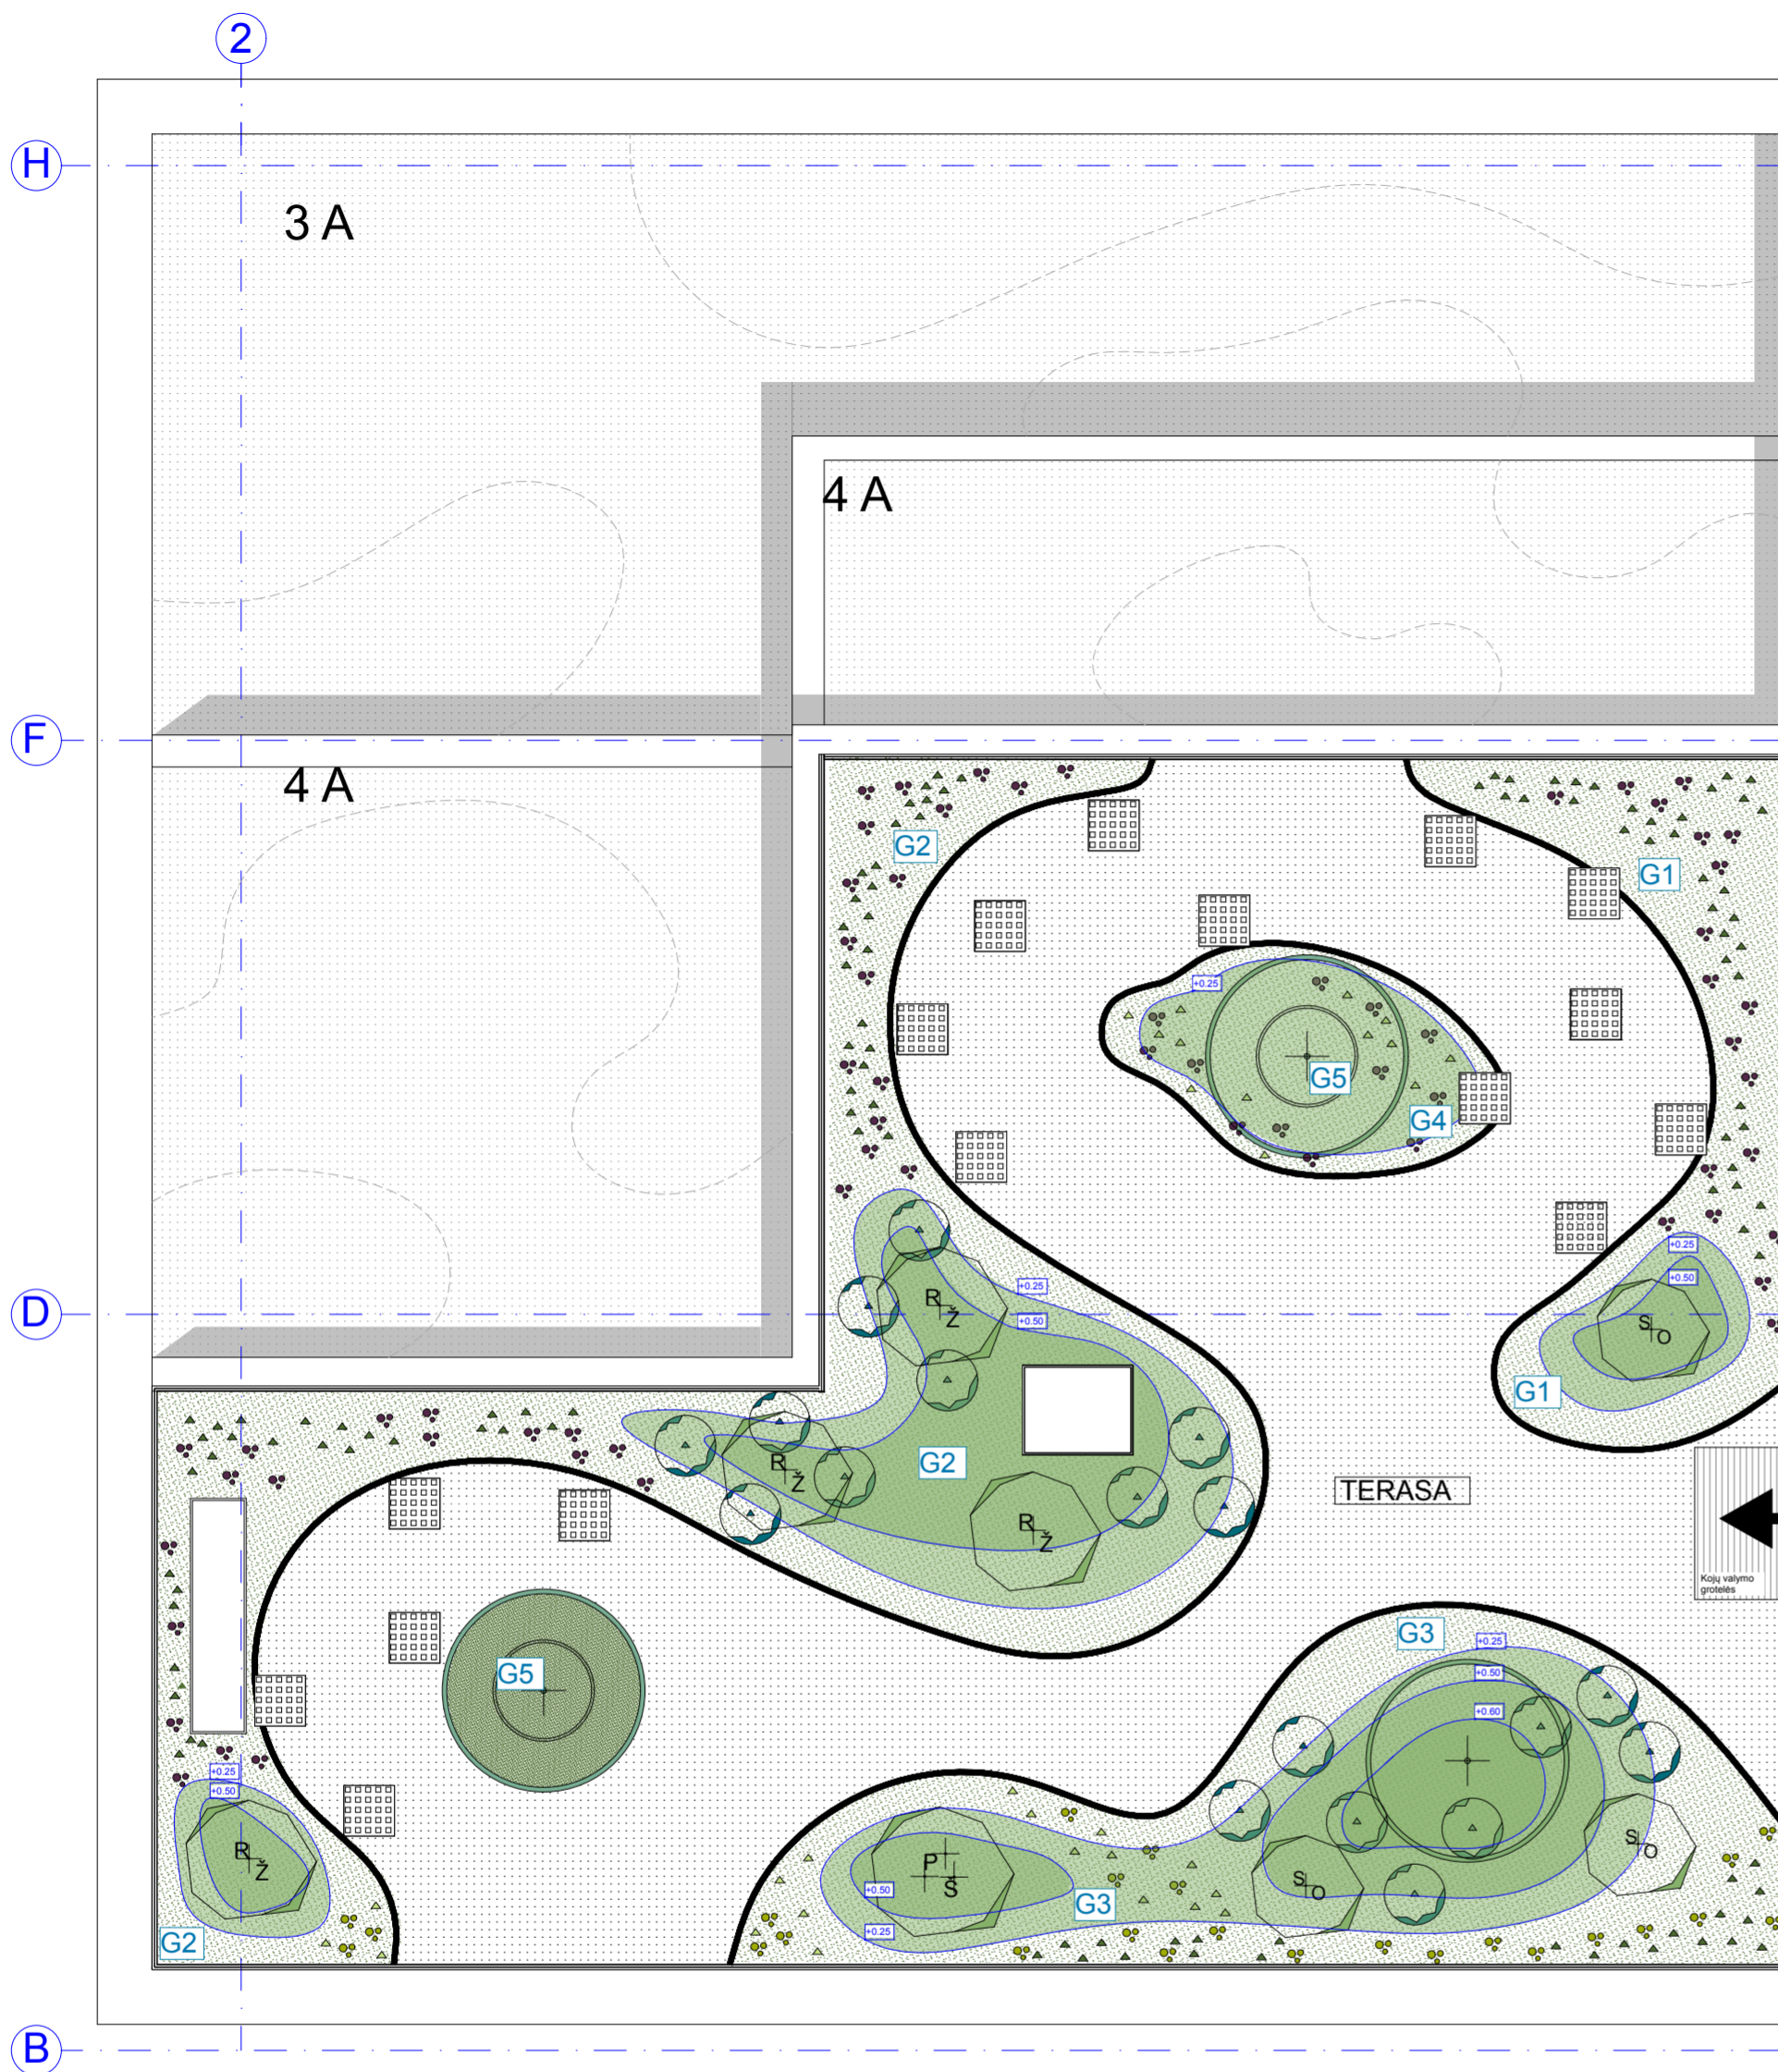 2
H
3 A
4 A
F
4 A
G2
G1
+0.25
G5
G4
+0.25
+0.50
+0.25
+0.50
R Ž
D
S O
G1
G2
R Ž
R Ž
TERASA
Kojų valymo
grotelės
G3
+0.25
+0.50
+0.60
G5
+0.25
+0.50
R Ž
P Š
+0.50
+0.25
G3
S O
S O
G2
B